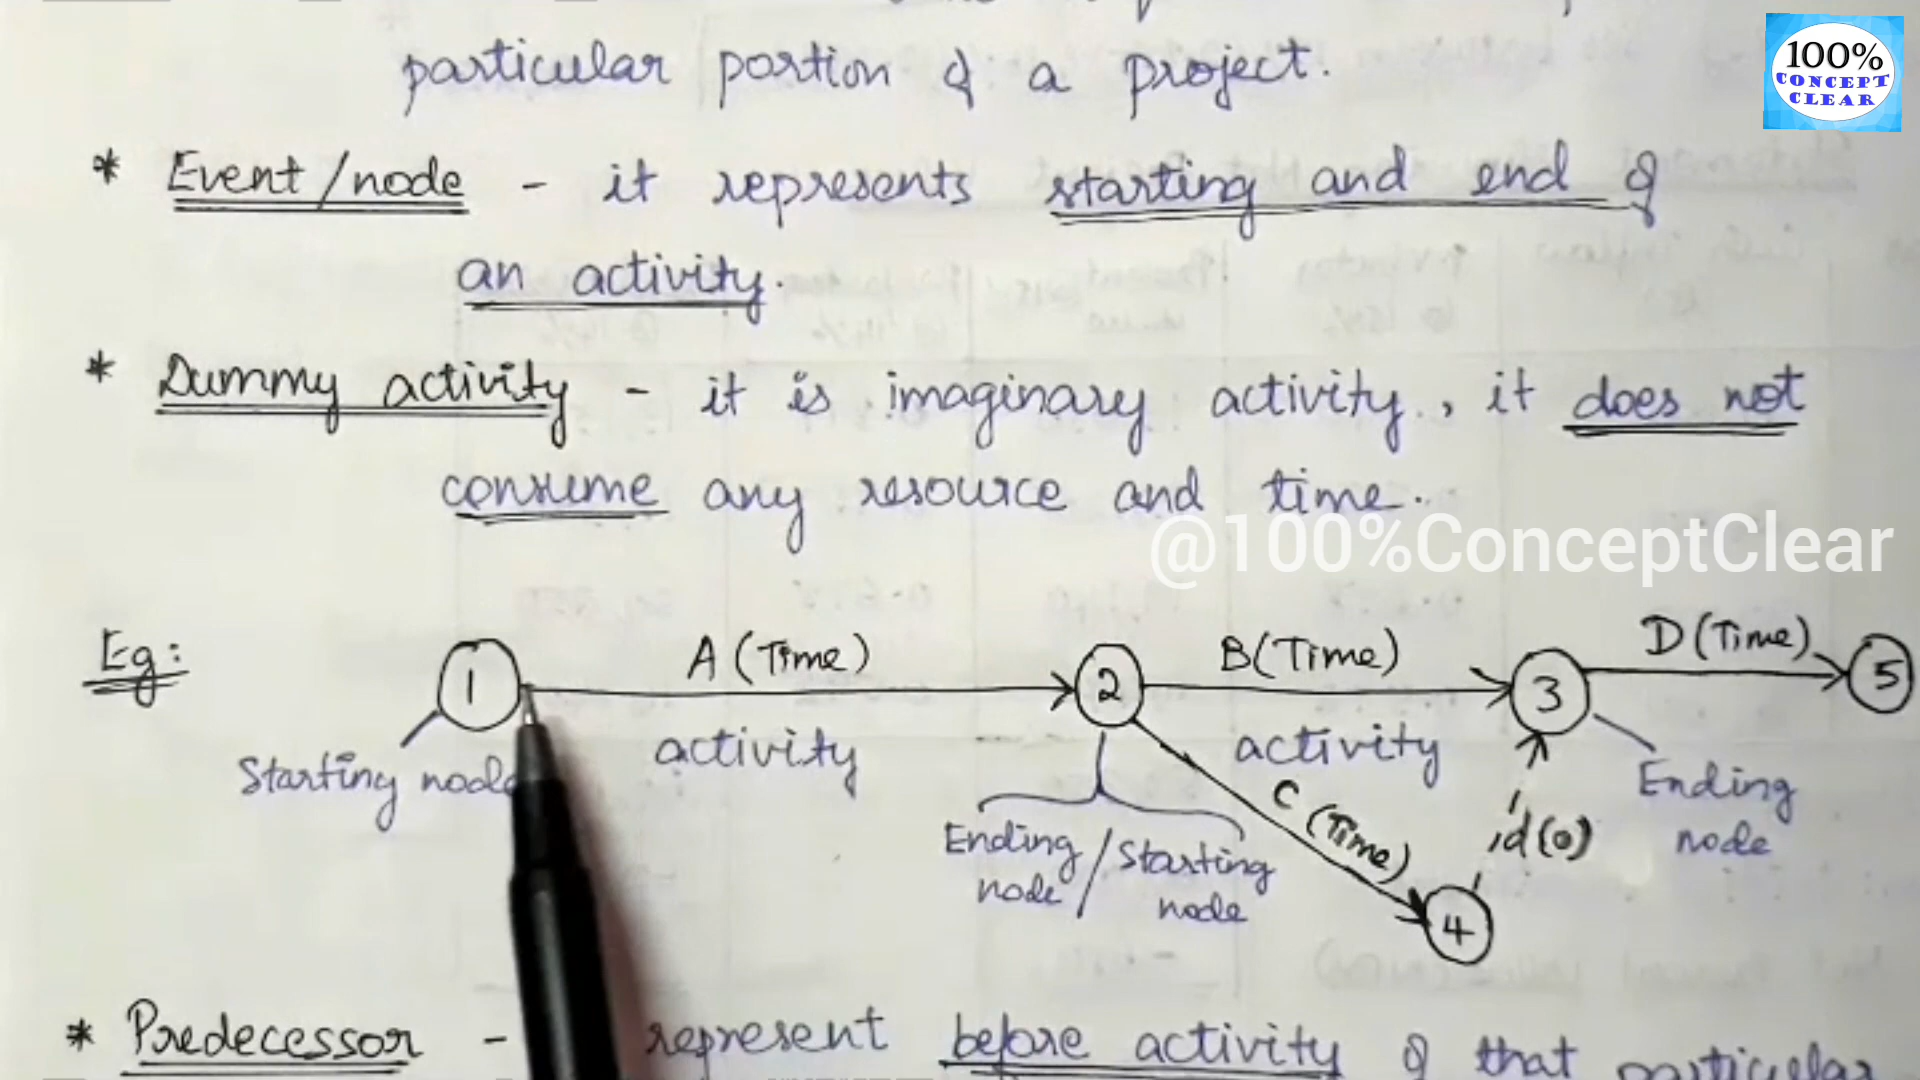 particular portion of a project.
100%
CONCEPT
CLEAR
* Event/node - it represents starting and end of
an activity.
* Dummy activity - it is imaginary activity, it does not
consume any resource and time.
@100%ConceptClear
Eg:
1 A (Time) 2 B(Time) 3 D(Time) 5
Starting node
activity
activity
Ending
node
Ending
node / Starting
node
C (Time)
id(0)
4
* Predecessor - represent before activity of that particular